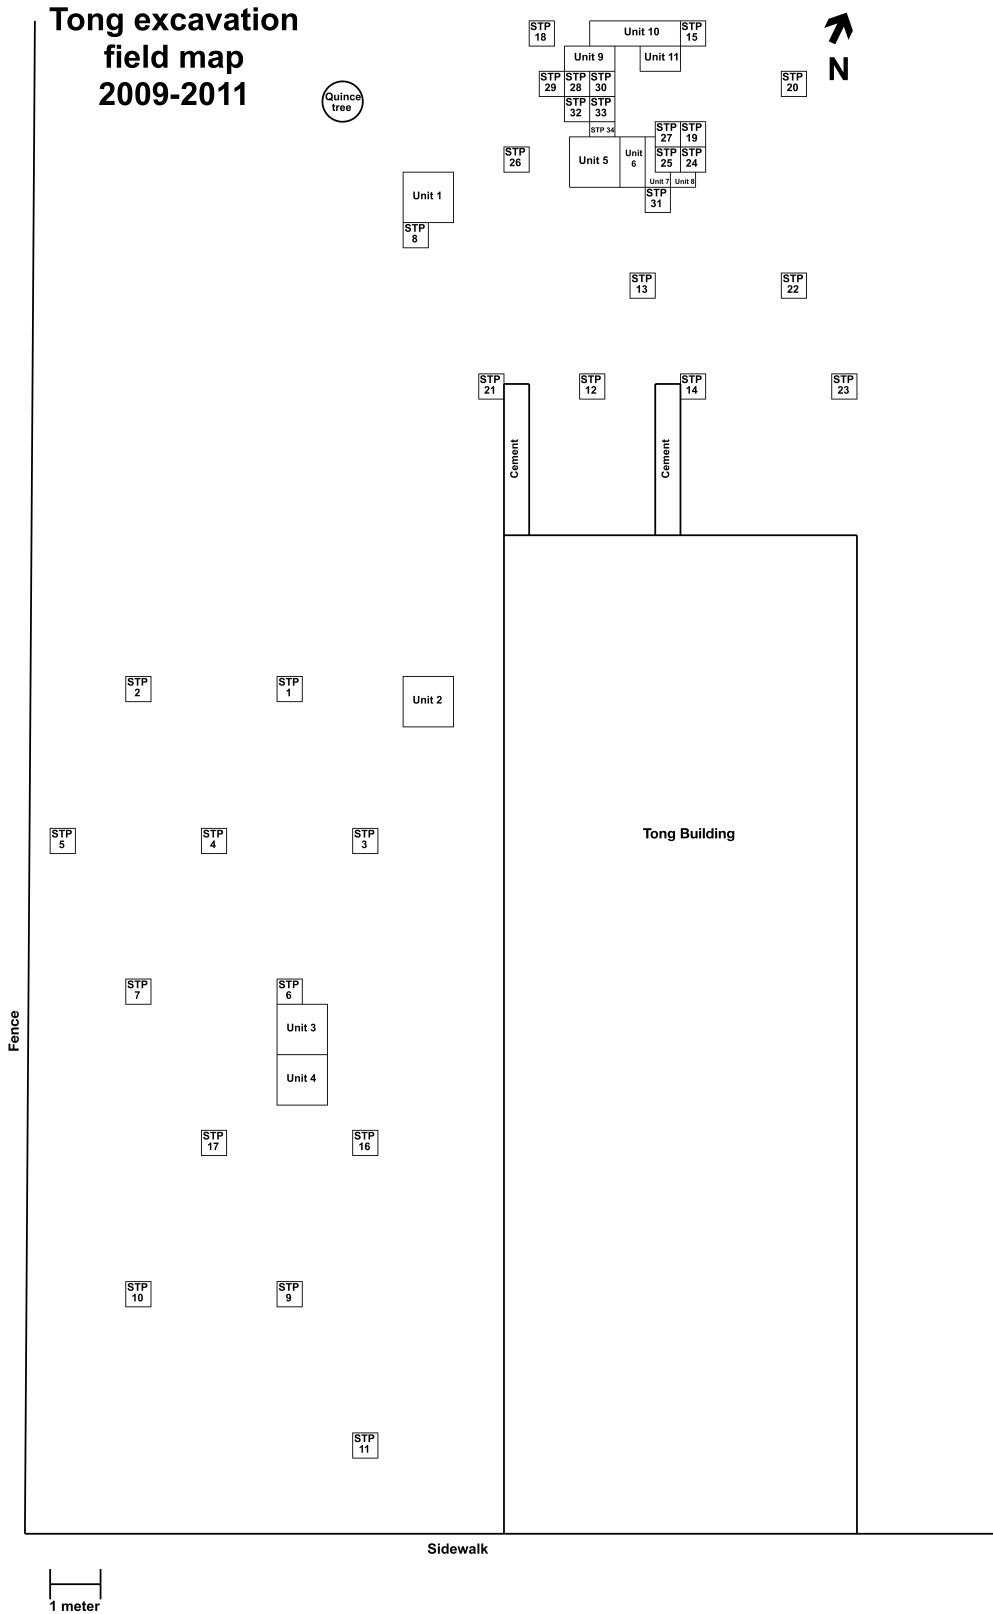 Tong excavation
field map
2009-2011
N
Quince
tree
STP
18
Unit 10
STP
15
Unit 9
Unit 11
STP
29
STP
28
STP
30
STP
20
STP
32
STP
33
STP 34
STP
27
STP
19
STP
26
Unit 5
Unit
6
STP
25
STP
24
Unit 7
Unit 8
STP
31
Unit 1
STP
8
STP
13
STP
22
STP
21
STP
12
STP
14
STP
23
Cement
Cement
STP
2
STP
1
Unit 2
STP
5
STP
4
STP
3
Tong Building
STP
7
STP
6
Fence
Unit 3
Unit 4
STP
17
STP
16
STP
10
STP
9
STP
11
Sidewalk
1 meter